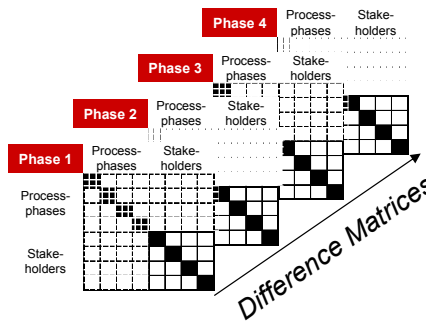 Phase 4
Process-
phases
Stake-
holders
Phase 3
Process-
phases
Stake-
holders
Phase 2
Process-
phases
Stake-
holders
Phase 1
Process-
phases
Stake-
holders
Process-
phases
Stake-
holders
Difference Matrices